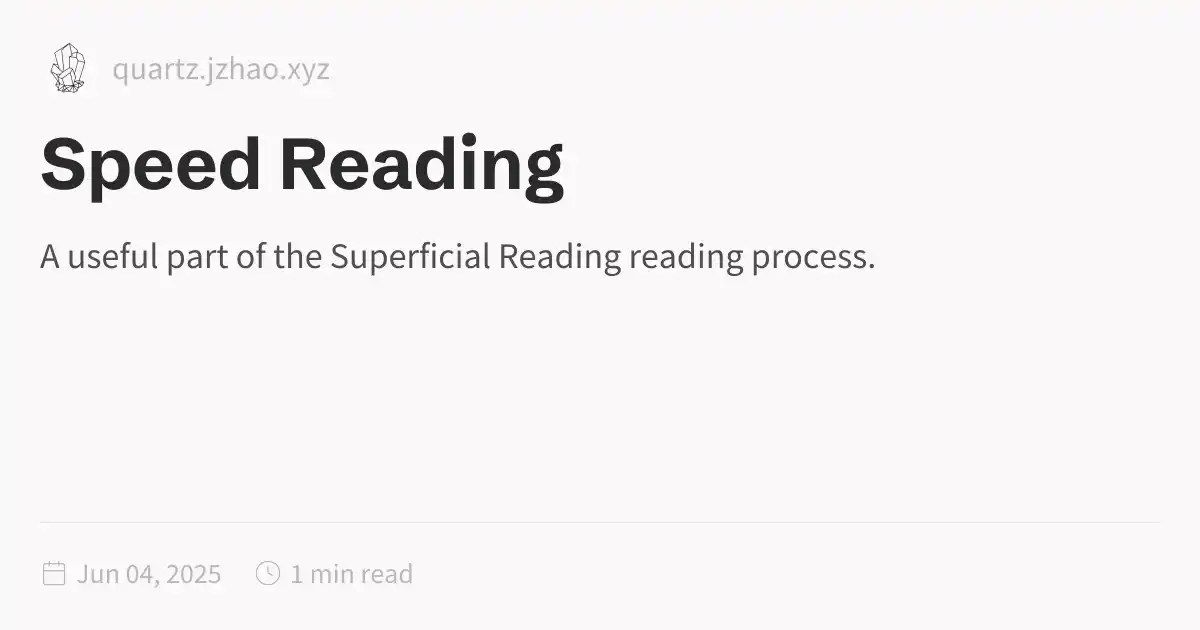 quartz.jzhao.xyz
Speed Reading
A useful part of the Superficial Reading reading process.
Jun 04, 2025 1 min read